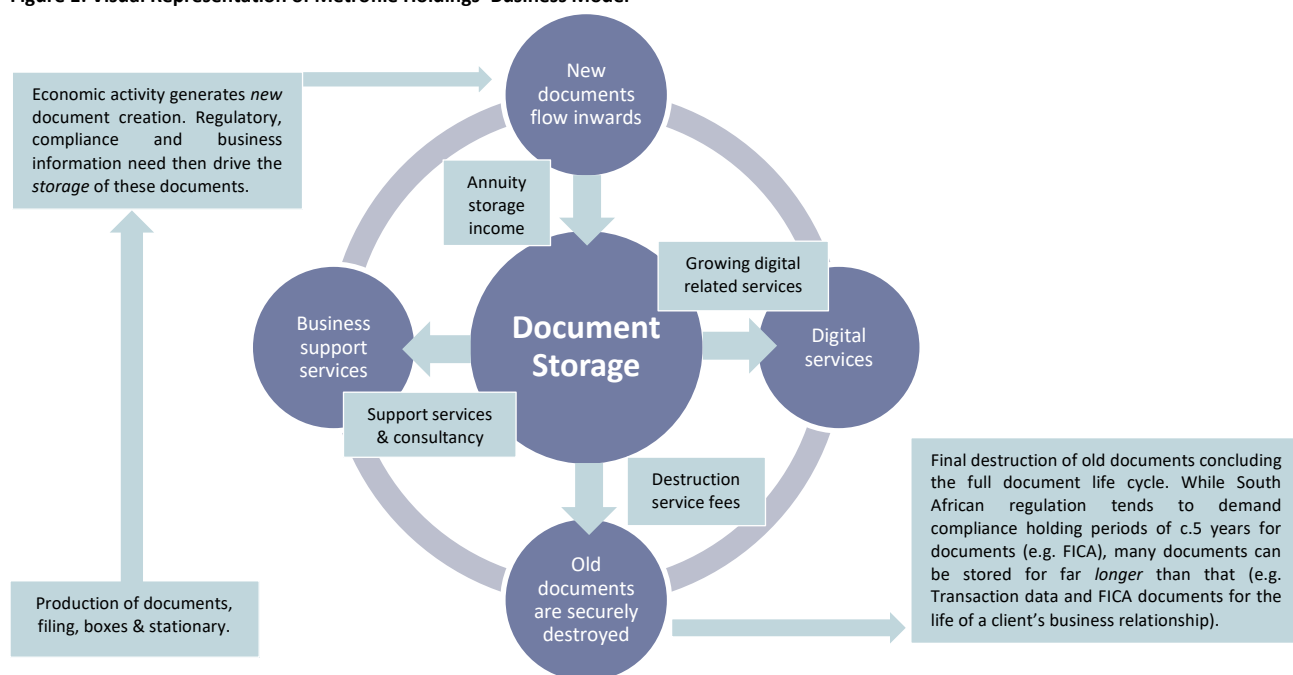 Figure 1: Visual Representation of Metrofile Holdings' Business Model
Economic activity generates new
document creation. Regulatory,
compliance and business
information need then drive the
storage of these documents.
New
documents
flow inwards
Annuity
storage
income
Growing digital
related services
Business
support
services
Document
Storage
Digital
services
Support services
& consultancy
Destruction
service fees
Old
documents
are securely
destroyed
Production of documents,
filing, boxes & stationary.
Final destruction of old documents concluding
the full document life cycle. While South
African regulation tends to demand
compliance holding periods of c.5 years for
documents (e.g. FICA), many documents can
be stored for far longer than that (e.g.
Transaction data and FICA documents for the
life of a client's business relationship).